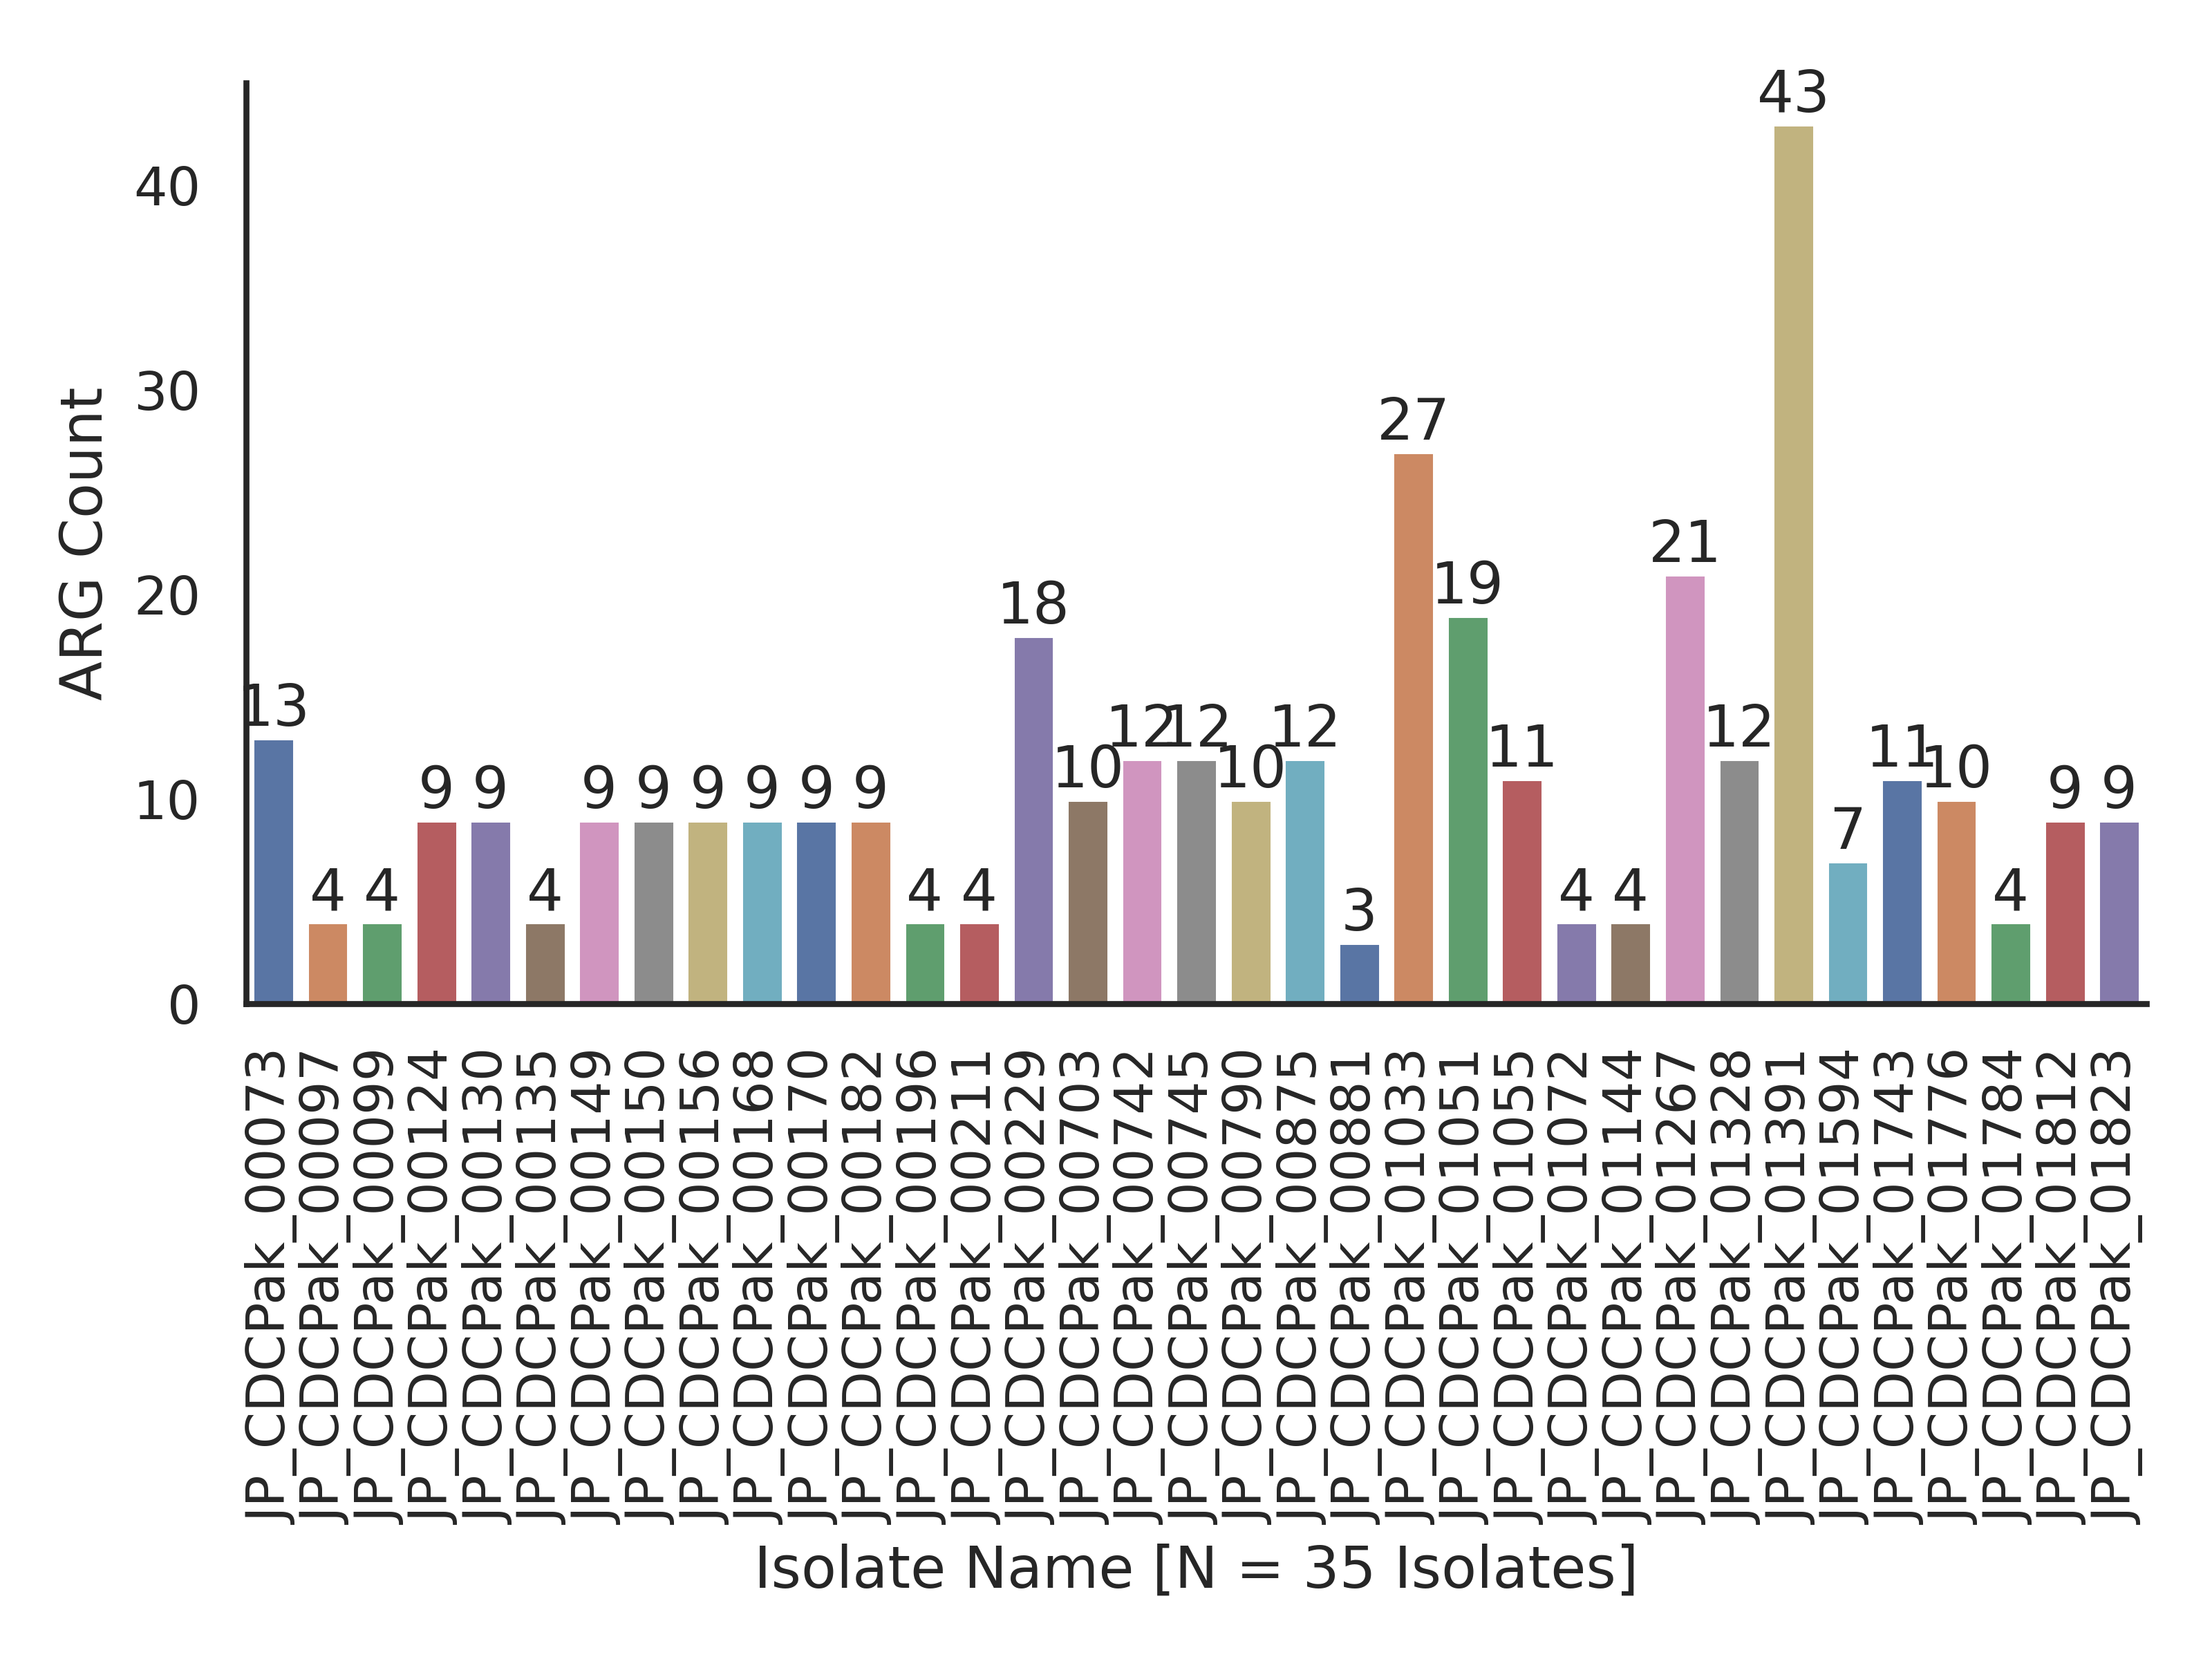 43
40
27
30
21
19
18
20
13
12
12
12
12
11
11
10
10
10
9
9
9
9
9
9
9
9
9
9
10
7
4
4
4
4
4
4
4
4
3
0
ARG Count
JP_CDCPak_00073
JP_CDCPak_00097
JP_CDCPak_00099
JP_CDCPak_00124
JP_CDCPak_00130
JP_CDCPak_00135
JP_CDCPak_00149
JP_CDCPak_00150
JP_CDCPak_00156
JP_CDCPak_00168
JP_CDCPak_00170
JP_CDCPak_00182
JP_CDCPak_00196
JP_CDCPak_00211
JP_CDCPak_00229
JP_CDCPak_00703
JP_CDCPak_00742
JP_CDCPak_00745
JP_CDCPak_00790
JP_CDCPak_00875
JP_CDCPak_00881
JP_CDCPak_01033
JP_CDCPak_01051
JP_CDCPak_01055
JP_CDCPak_01072
JP_CDCPak_01144
JP_CDCPak_01267
JP_CDCPak_01328
JP_CDCPak_01391
JP_CDCPak_01594
JP_CDCPak_01743
JP_CDCPak_01776
JP_CDCPak_01784
JP_CDCPak_01812
JP_CDCPak_01823
Isolate Name [N = 35 Isolates]